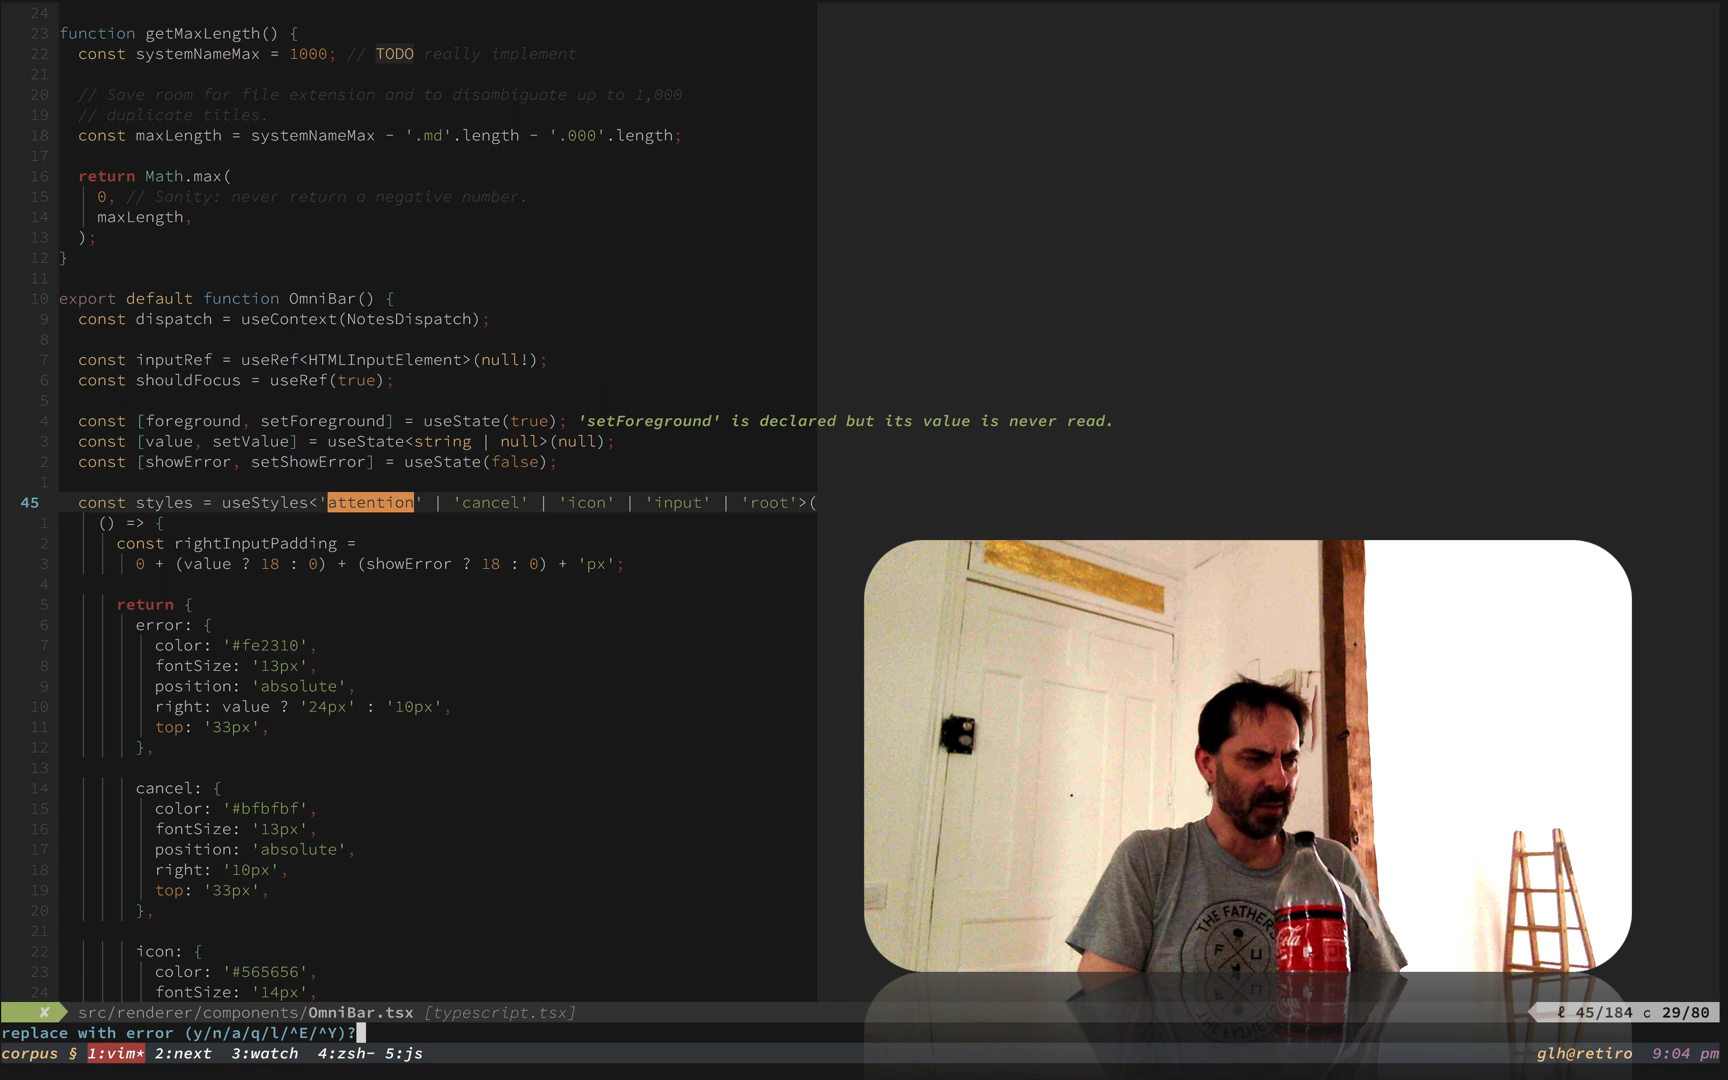 24
23 function getMaxLength() {
22 const systemNameMax = 1000; // TODO really implement
21
20 // Save room for file extension and to disambiguate up to 1,000
19 // duplicate titles.
18 const maxLength = systemNameMax - '.md'.length - '.000'.length;
17
16 return Math.max(
15 0, // Sanity: never return a negative number.
14 maxLength,
13 );
12 }
11
10 export default function OmniBar() {
9 const dispatch = useContext(NotesDispatch);
8
7 const inputRef = useRef<HTMLInputElement>(null!);
6 const shouldFocus = useRef(true);
5
4 const [foreground, setForeground] = useState(true); 'setForeground' is declared but its value is never read.
3 const [value, setValue] = useState<string | null>(null);
2 const [showError, setShowError] = useState(false);
1
45 const styles = useStyles<'attention' | 'cancel' | 'icon' | 'input' | 'root'>(
1 () => {
2 const rightInputPadding =
3 0 + (value ? 18 : 0) + (showError ? 18 : 0) + 'px';
4
5 return {
6 error: {
7 color: '#fe2310',
8 fontSize: '13px',
9 position: 'absolute',
10 right: value ? '24px' : '10px',
11 top: '33px',
12 },
13
14 cancel: {
15 color: '#bfbfbf',
16 fontSize: '13px',
17 position: 'absolute',
18 right: '10px',
19 top: '33px',
20 },
21
22 icon: {
23 color: '#565656',
24 fontSize: '14px',
THE FATHER
F U
Cola
✘ src/renderer/components/OmniBar.tsx [typescript.tsx] ℓ 45/184 c 29/80
replace with error (y/n/a/q/l/^E/^Y)?
corpus § 1:vim* 2:next 3:watch 4:zsh- 5:js glh@retiro 9:04 pm